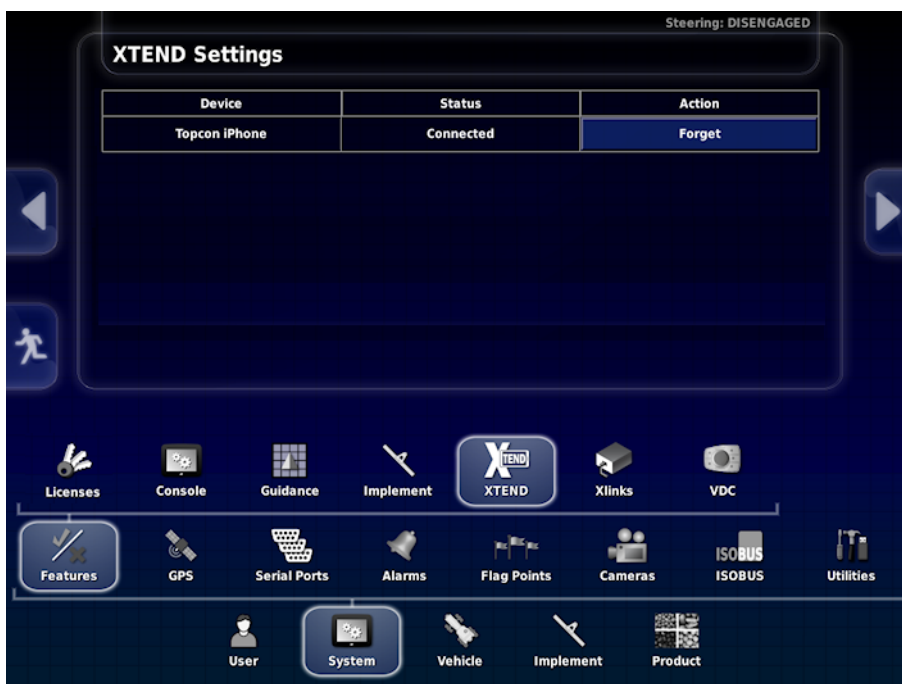 Steering: DISENGAGED
XTEND Settings
Device Status Action
Topcon iPhone Connected Forget
XTEND
Licenses Console Guidance Implement XTEND Xlinks VDC
ISOBUS
Features GPS Serial Ports Alarms Flag Points Cameras ISOBUS Utilities
User System Vehicle Implement Product